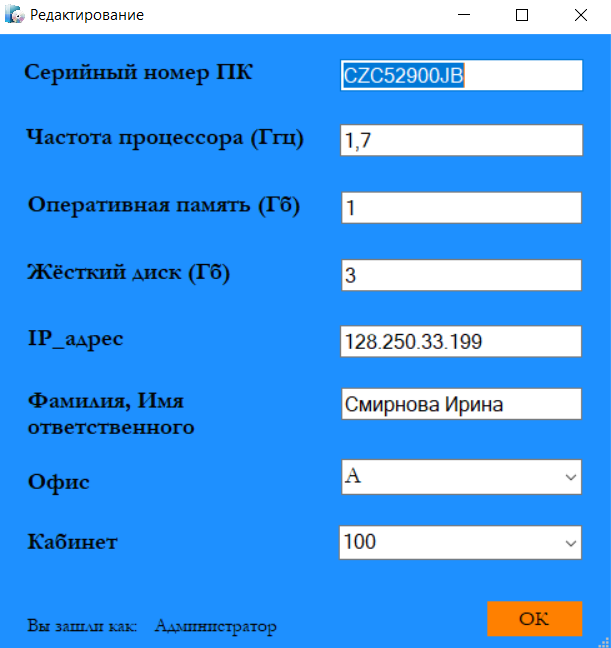 Редактирование
Серийный номер ПК CZC52900JB
Частота процессора (Ггц) 1,7
Оперативная память (Гб) 1
Жёсткий диск (Гб) 3
IP_адрес 128.250.33.199
Фамилия, Имя
ответственного Смирнова Ирина
Офис A
Кабинет 100
Вы зашли как: Администратор OK